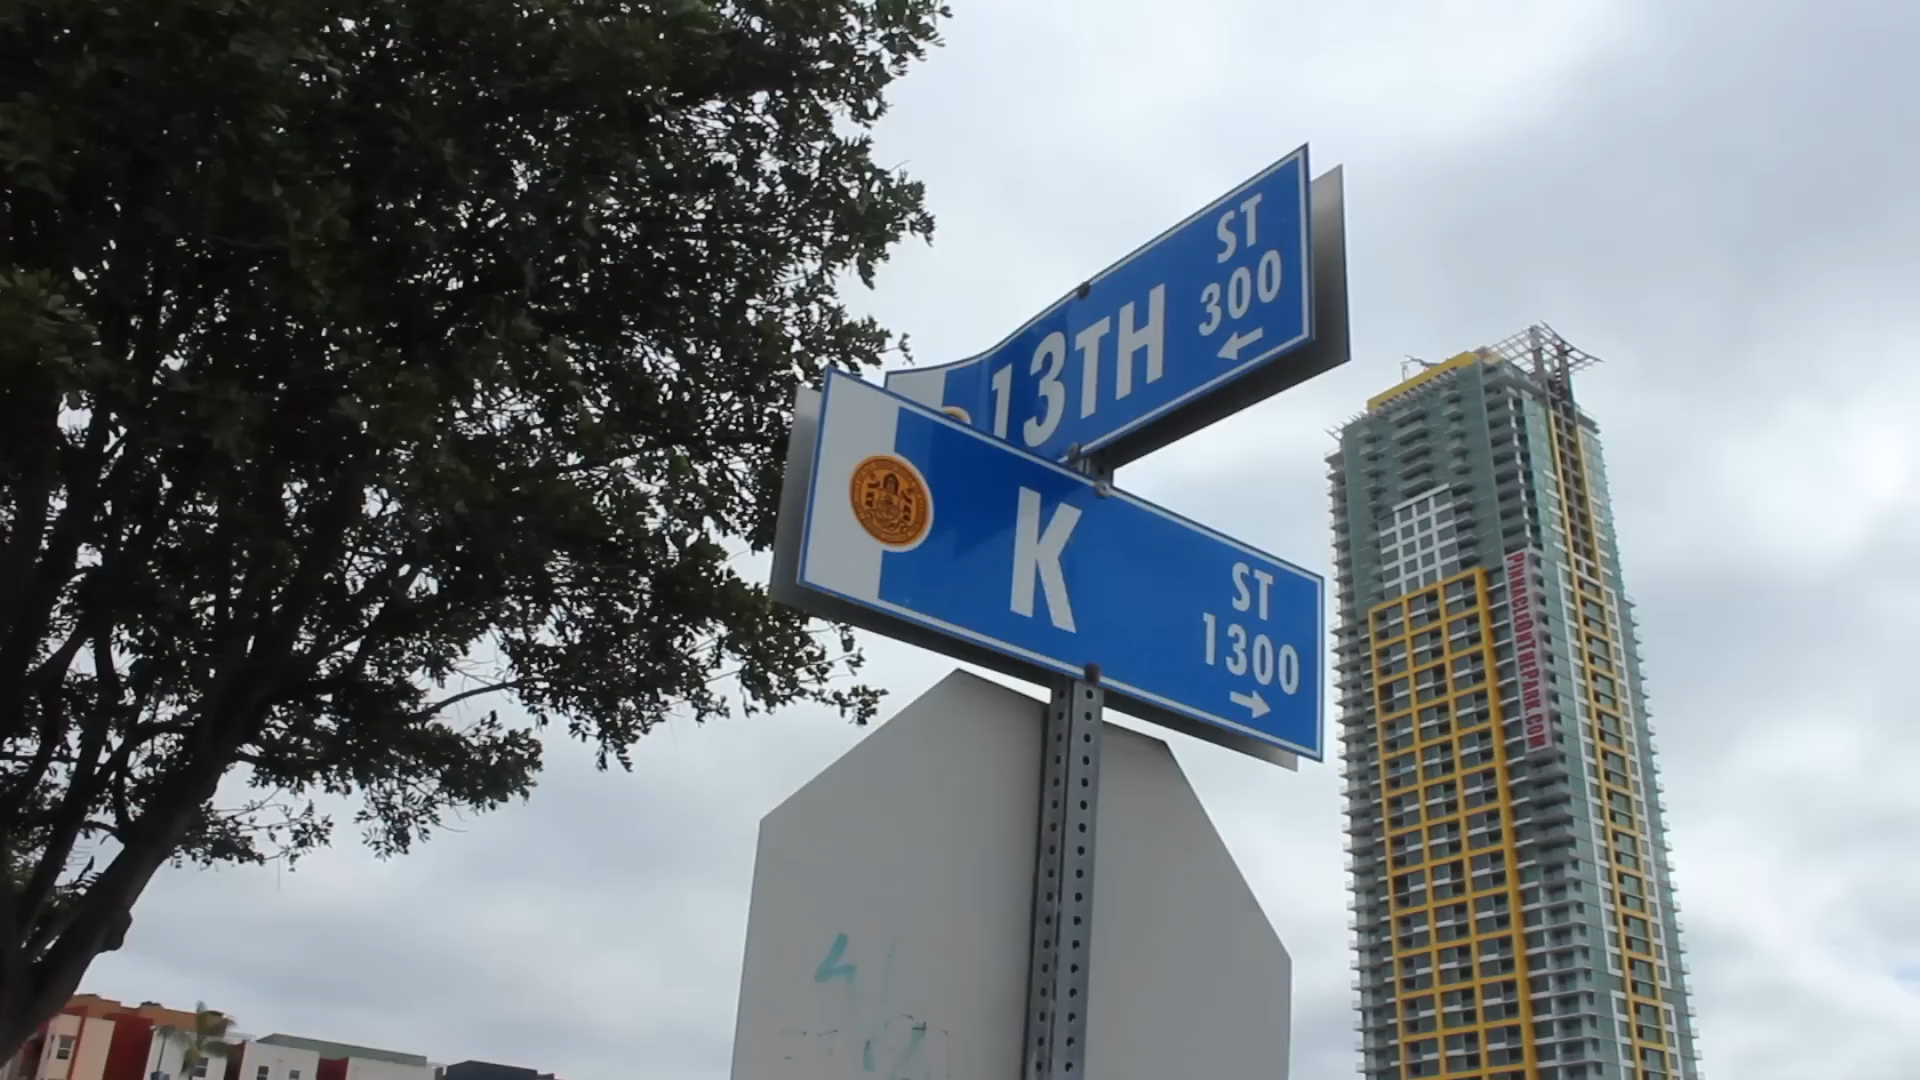 ST
13TH 300
←
K ST
1300
→
PINNACLEONTHEPARK.COM